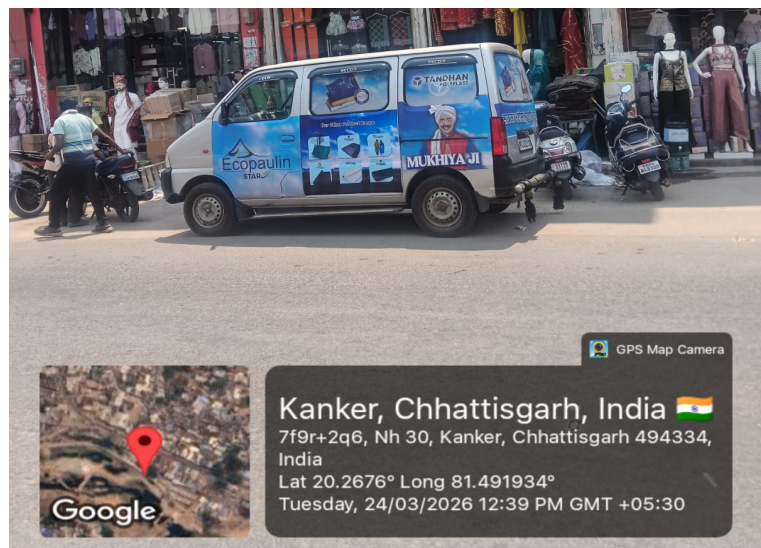 TANDHAN
POLYPLAST
Ecopaulin
STAR
MUKHIYA JI
GPS Map Camera
Kanker, Chhattisgarh, India
7f9r+2q6, Nh 30, Kanker, Chhattisgarh 494334,
India
Lat 20.2676° Long 81.491934°
Tuesday, 24/03/2026 12:39 PM GMT +05:30
Google